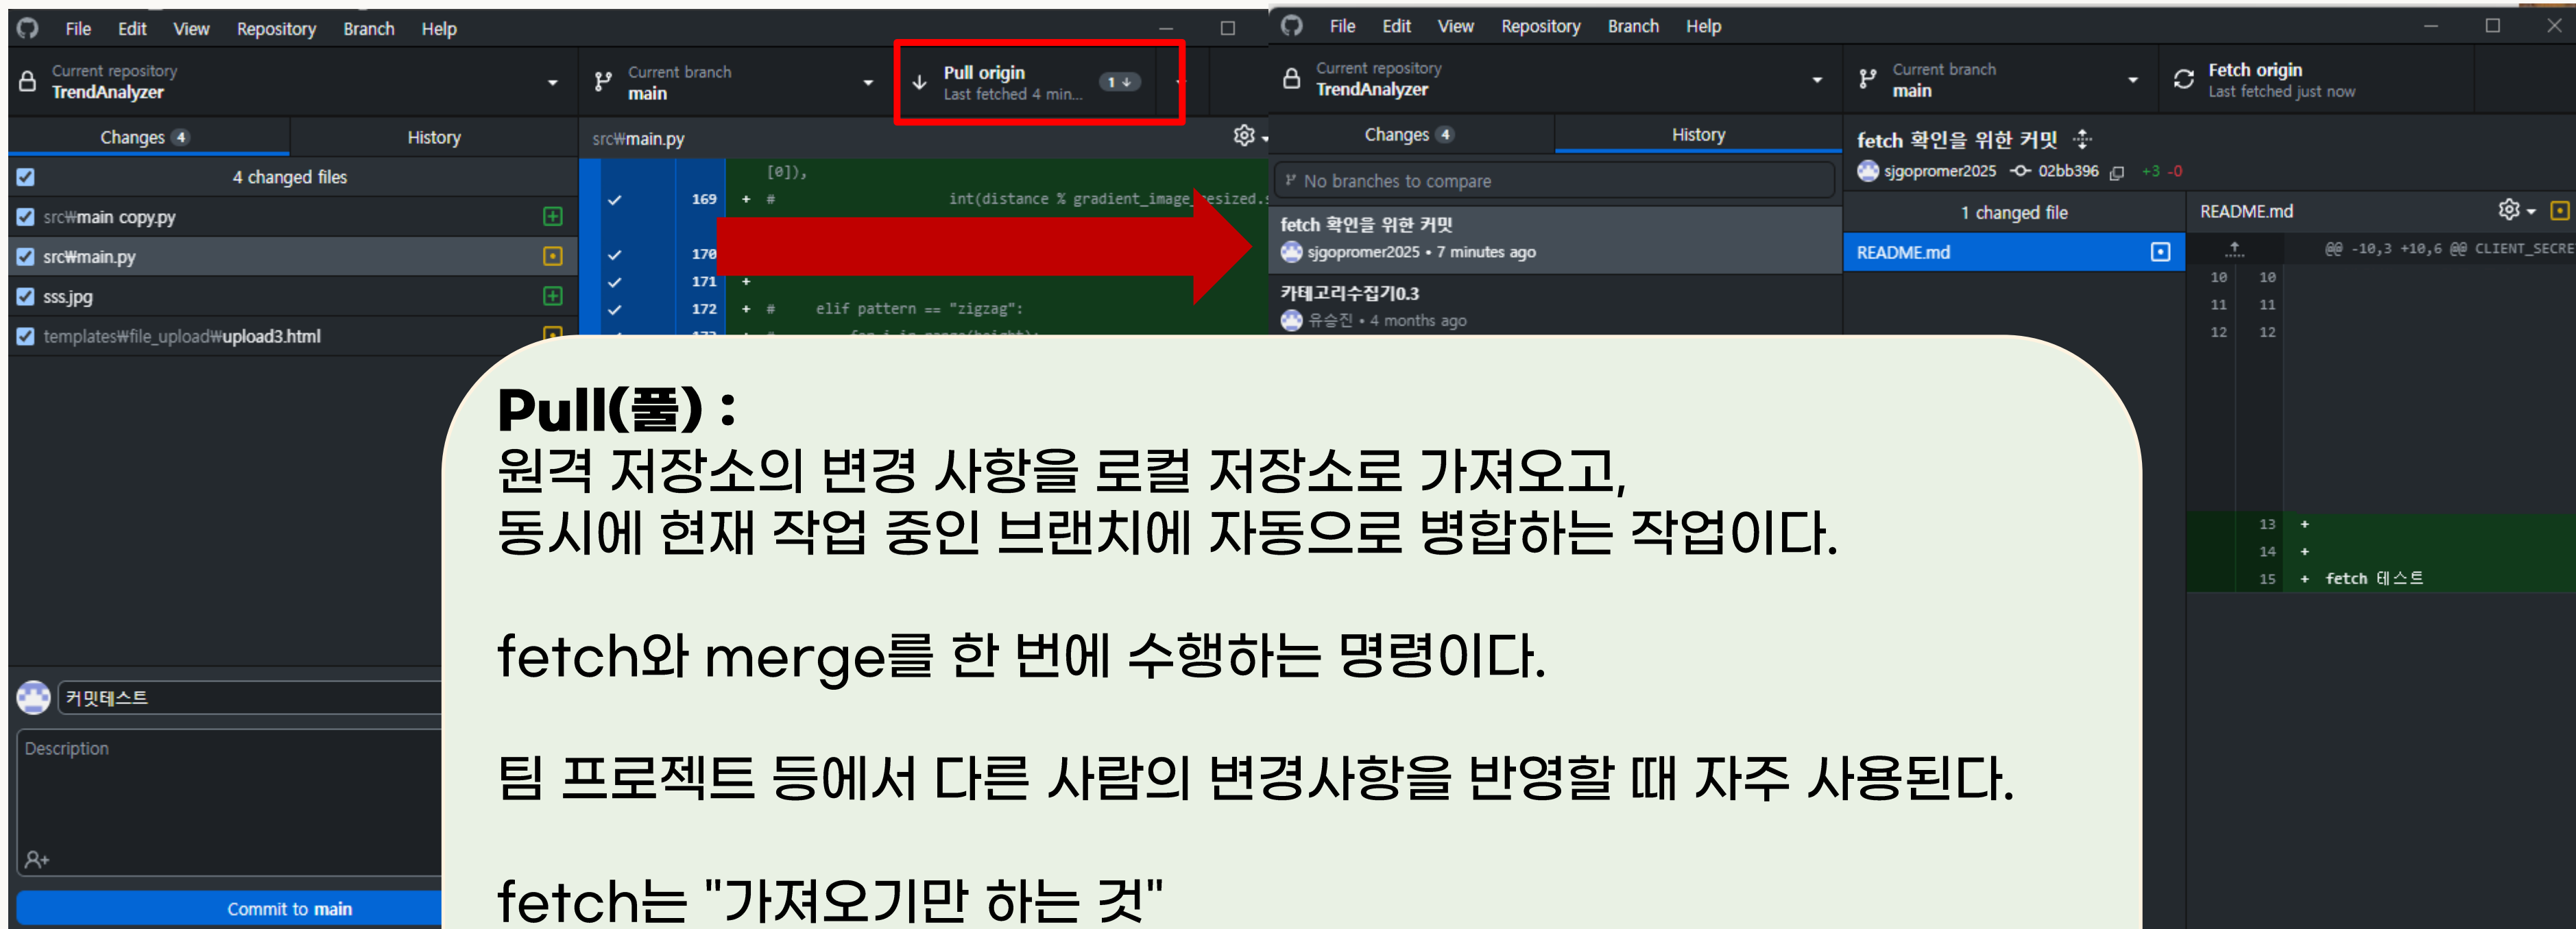 File Edit View Repository Branch Help
Current repository
TrendAnalyzer
Current branch
main
Pull origin
Last fetched 4 min...
1
Changes 4
History
4 changed files
src₩main copy.py
src₩main.py
sss.jpg
templates₩file_upload₩upload3.html
커밋테스트
Description
Commit to main
src₩main.py
[0]),
169 + # int(distance % gradient_image_resized.s
170
171 +
172 + # elif pattern == "zigzag":
File Edit View Repository Branch Help
Current repository
TrendAnalyzer
Current branch
main
Fetch origin
Last fetched just now
Changes 4
History
No branches to compare
fetch 확인을 위한 커밋
sjgopromer2025 • 7 minutes ago
카테고리수집기0.3
유승진 • 4 months ago
fetch 확인을 위한 커밋
sjgopromer2025 02bb396 +3 -0
1 changed file
README.md
README.md
@@ -10,3 +10,6 @@ CLIENT_SECRE
10 10
11 11
12 12
13 +
14 +
15 + fetch 테스트
Pull(풀) :
원격 저장소의 변경 사항을 로컬 저장소로 가져오고,
동시에 현재 작업 중인 브랜치에 자동으로 병합하는 작업이다.
fetch와 merge를 한 번에 수행하는 명령이다.
팀 프로젝트 등에서 다른 사람의 변경사항을 반영할 때 자주 사용된다.
fetch는 "가져오기만 하는 것"